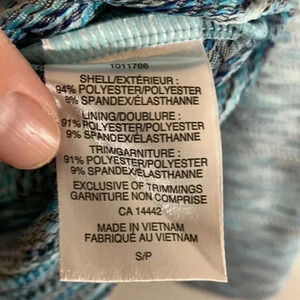 1011766
SHELL/EXTÉRIEUR :
94% POLYESTER/POLYESTER
6% SPANDEX/ÉLASTHANNE
LINING/DOUBLURE :
91% POLYESTER/POLYESTER
9% SPANDEX/ÉLASTHANNE
TRIM/GARNITURE :
91% POLYESTER/POLYESTER
9% SPANDEX/ÉLASTHANNE
EXCLUSIVE OF TRIMMINGS
GARNITURE NON COMPRISE
CA 14442
MADE IN VIETNAM
FABRIQUÉ AU VIETNAM
S/P